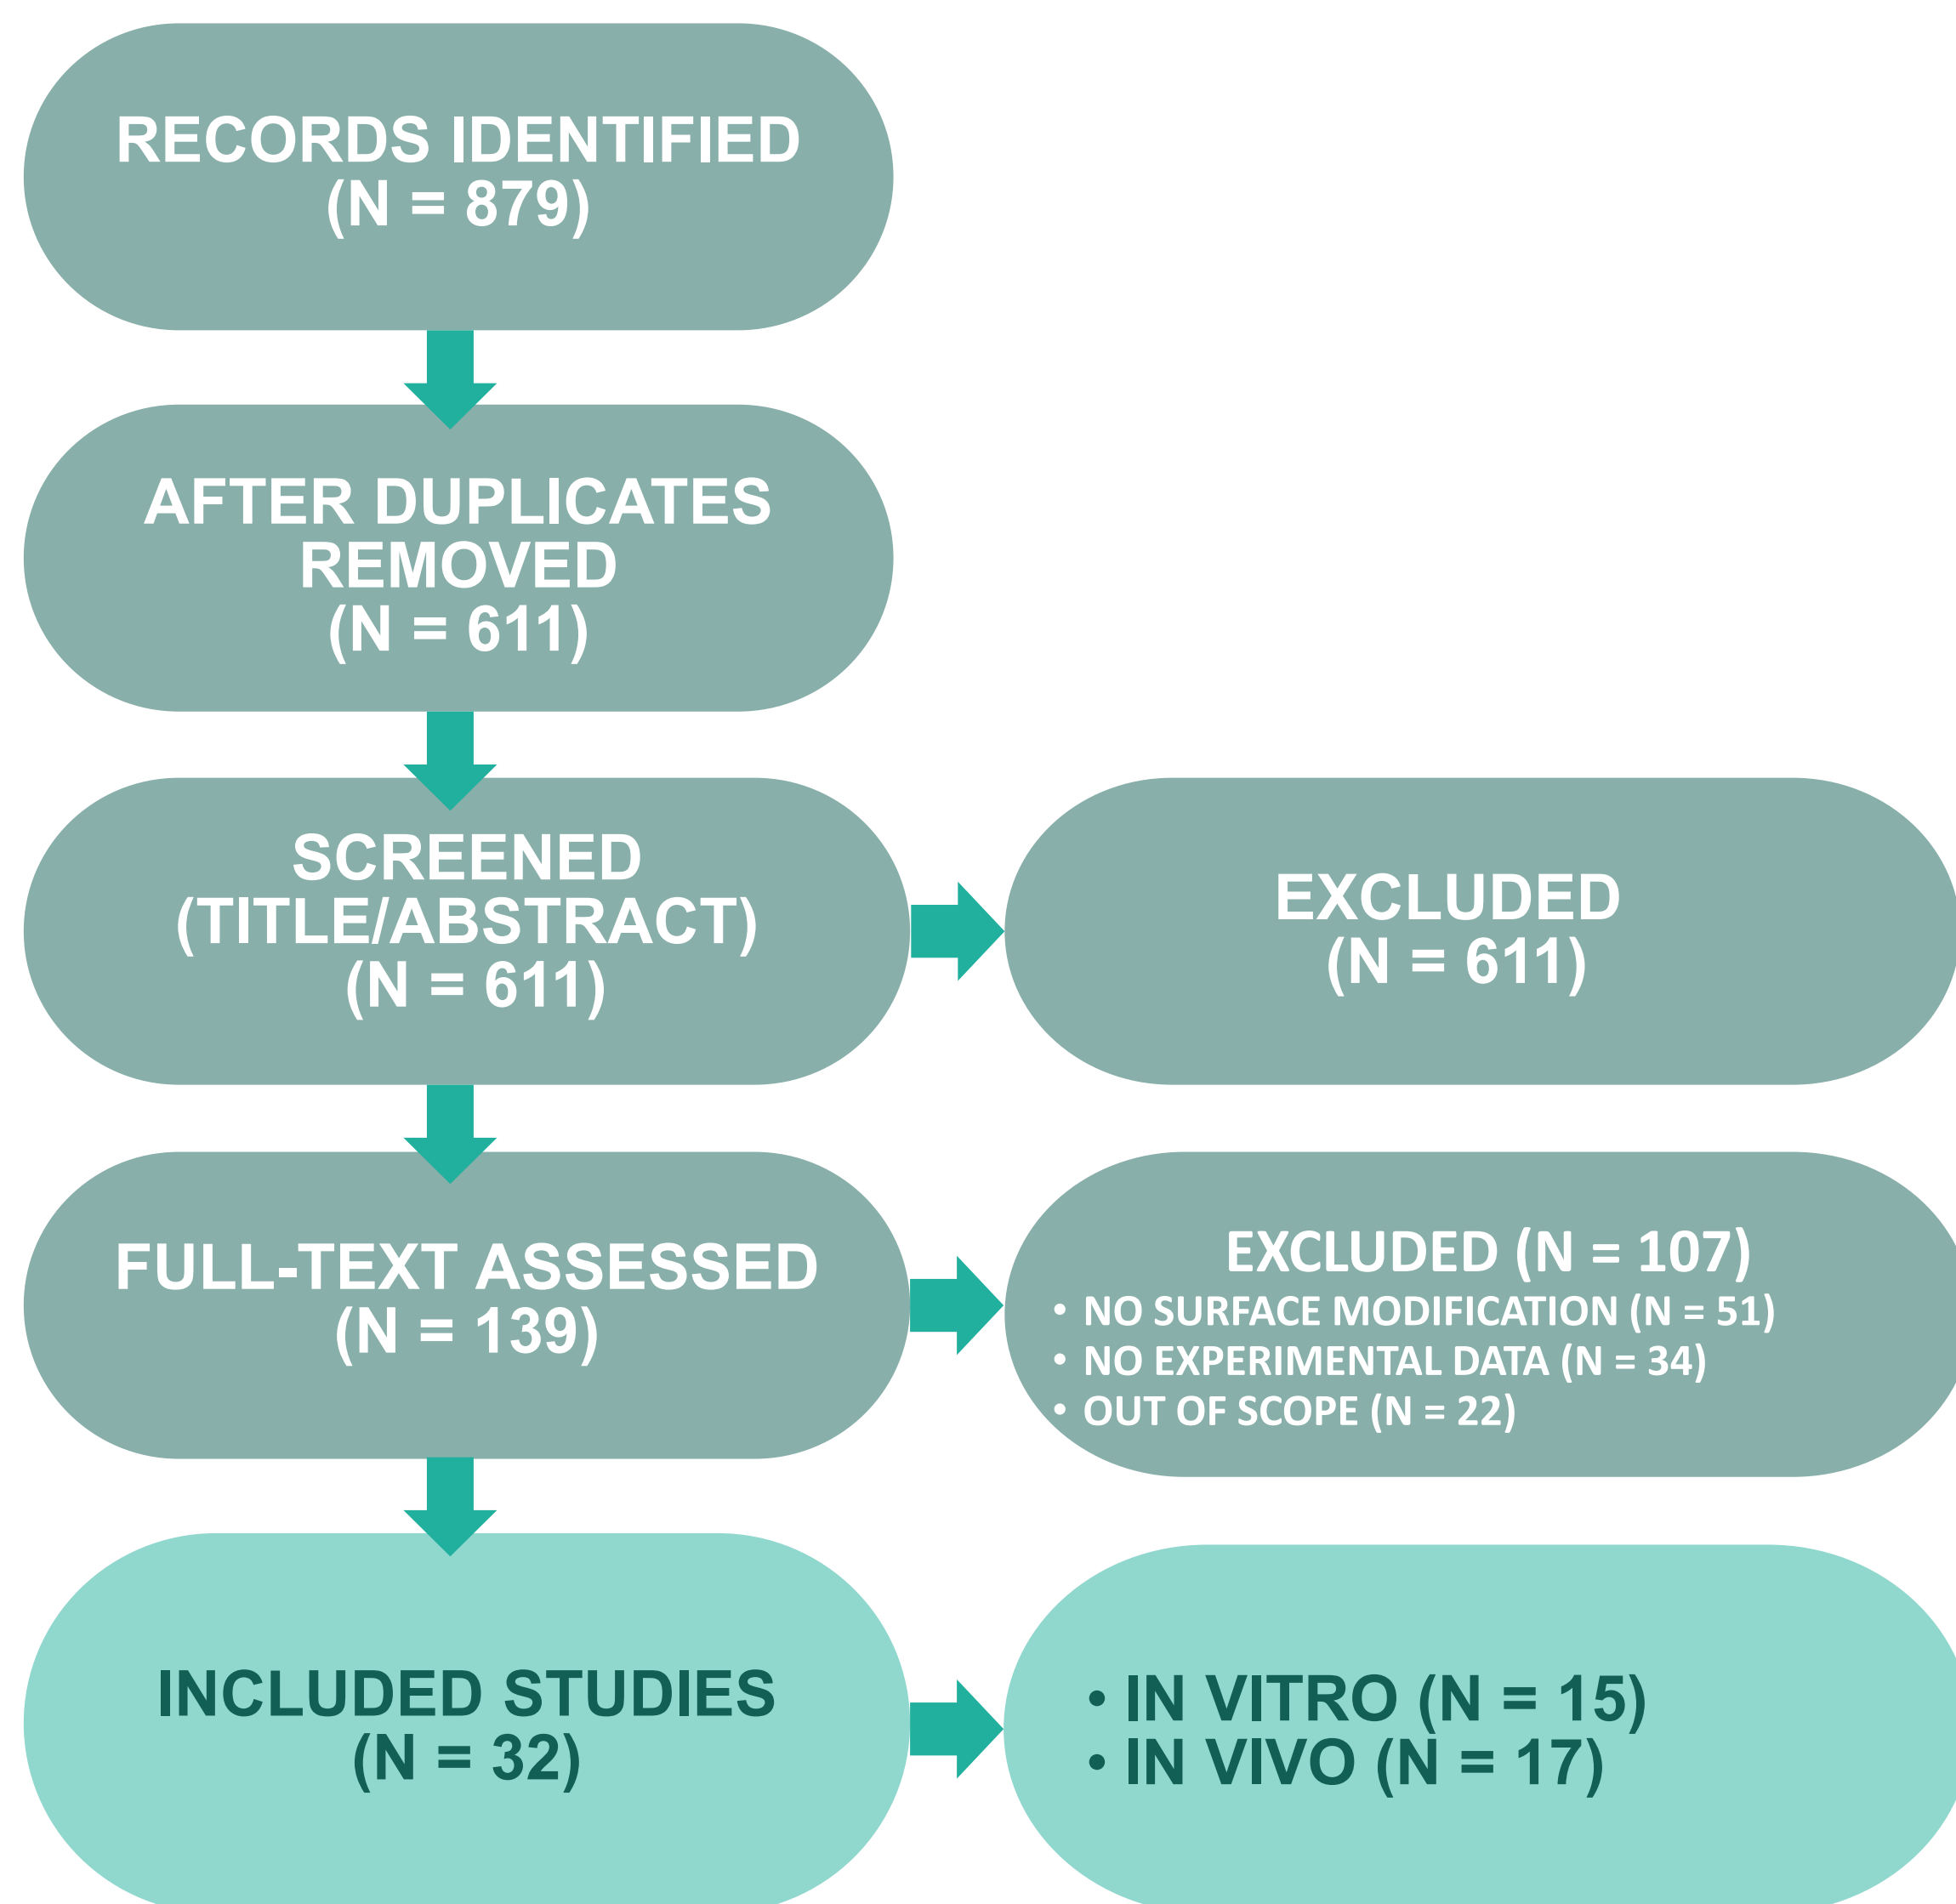 RECORDS IDENTIFIED
(N = 879)
AFTER DUPLICATES
REMOVED
(N = 611)
SCREENED
(TITLE/ABSTRACT)
(N = 611)
EXCLUDED
(N = 611)
FULL-TEXT ASSESSED
(N = 139)
EXCLUDED (N = 107)
• NO SURFACE MODIFICATION (N = 51)
• NO EXPERIMENTAL DATA (N = 34)
• OUT OF SCOPE (N = 22)
INCLUDED STUDIES
(N = 32)
• IN VITRO (N = 15)
• IN VIVO (N = 17)